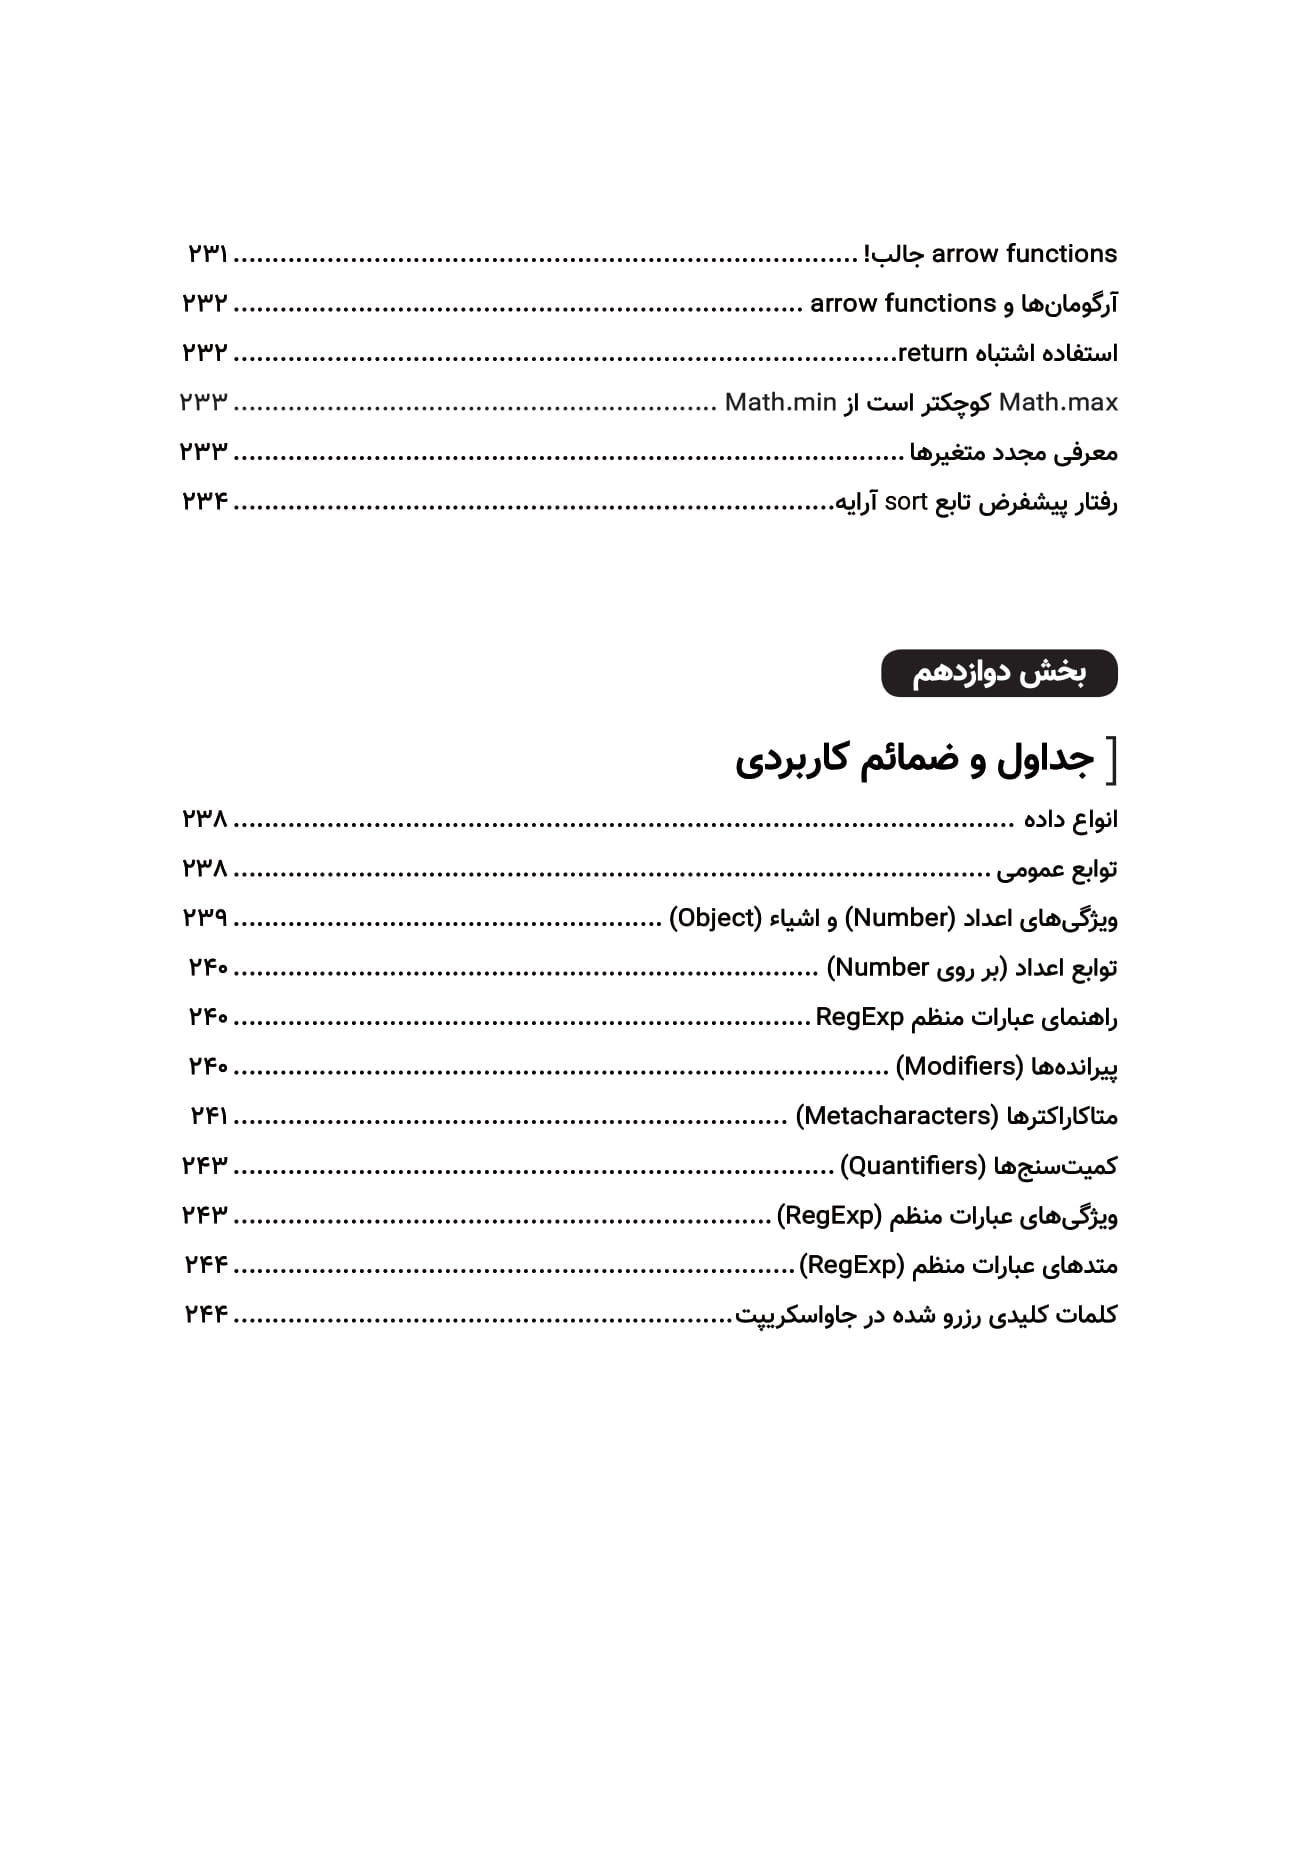 arrow functions جالب! ........ ۲۳۱
آرگومان‌ها و arrow functions ........ ۲۳۲
استفاده اشتباه return ........ ۲۳۲
Math.max کوچکتر است از Math.min ........ ۲۳۳
معرفی مجدد متغیرها ........ ۲۳۳
رفتار پیشفرض تابع sort آرایه ........ ۲۳۴
بخش دوازدهم
[ جداول و ضمائم کاربردی
انواع داده ........ ۲۳۸
توابع عمومی ........ ۲۳۸
ویژگی‌های اعداد (Number) و اشیاء (Object) ........ ۲۳۹
توابع اعداد (بر روی Number) ........ ۲۴۰
راهنمای عبارات منظم RegExp ........ ۲۴۰
پیرانده‌ها (Modifiers) ........ ۲۴۰
متاکاراکترها (Metacharacters) ........ ۲۴۱
کمیت‌سنج‌ها (Quantifiers) ........ ۲۴۳
ویژگی‌های عبارات منظم (RegExp) ........ ۲۴۳
متدهای عبارات منظم (RegExp) ........ ۲۴۴
کلمات کلیدی رزرو شده در جاواسکریپت ........ ۲۴۴